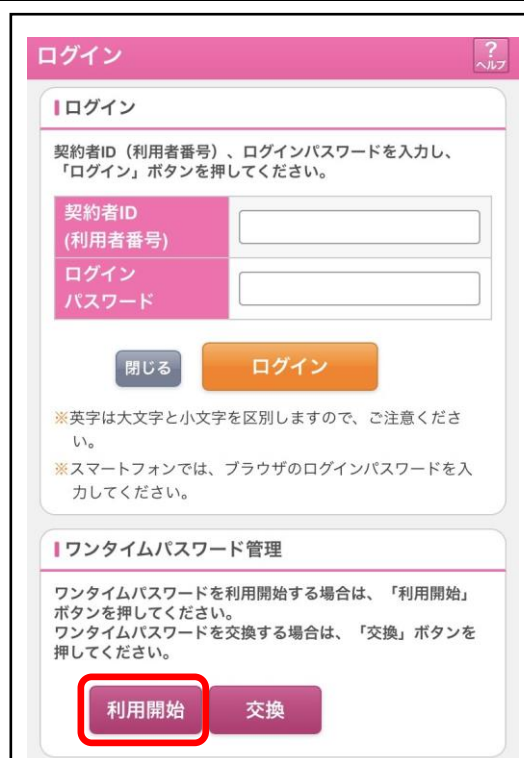 ログイン
?
ヘルプ
ログイン
契約者ID（利用者番号）、ログインパスワードを入力し、
「ログイン」ボタンを押してください。
契約者ID
(利用者番号)
ログイン
パスワード
閉じる
ログイン
※英字は大文字と小文字を区別しますので、ご注意くださ
い。
※スマートフォンでは、ブラウザのログインパスワードを入
力してください。
ワンタイムパスワード管理
ワンタイムパスワードを利用開始する場合は、「利用開始」
ボタンを押してください。
ワンタイムパスワードを交換する場合は、「交換」ボタンを
押してください。
利用開始
交換